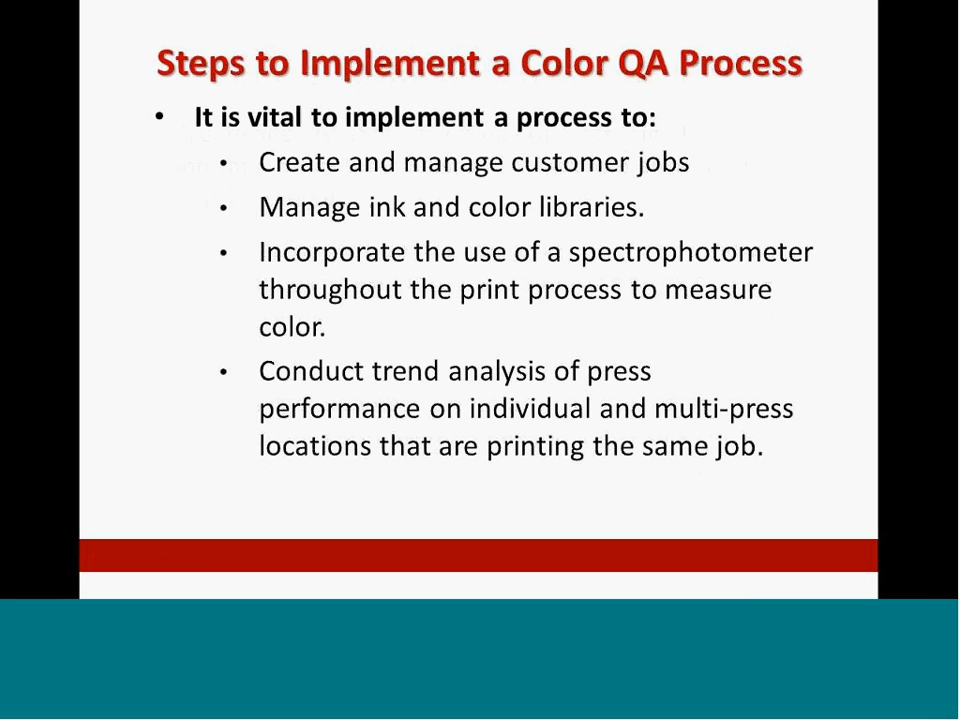 Steps to Implement a Color QA Process
• It is vital to implement a process to:
• Create and manage customer jobs
• Manage ink and color libraries.
• Incorporate the use of a spectrophotometer
throughout the print process to measure
color.
• Conduct trend analysis of press
performance on individual and multi-press
locations that are printing the same job.